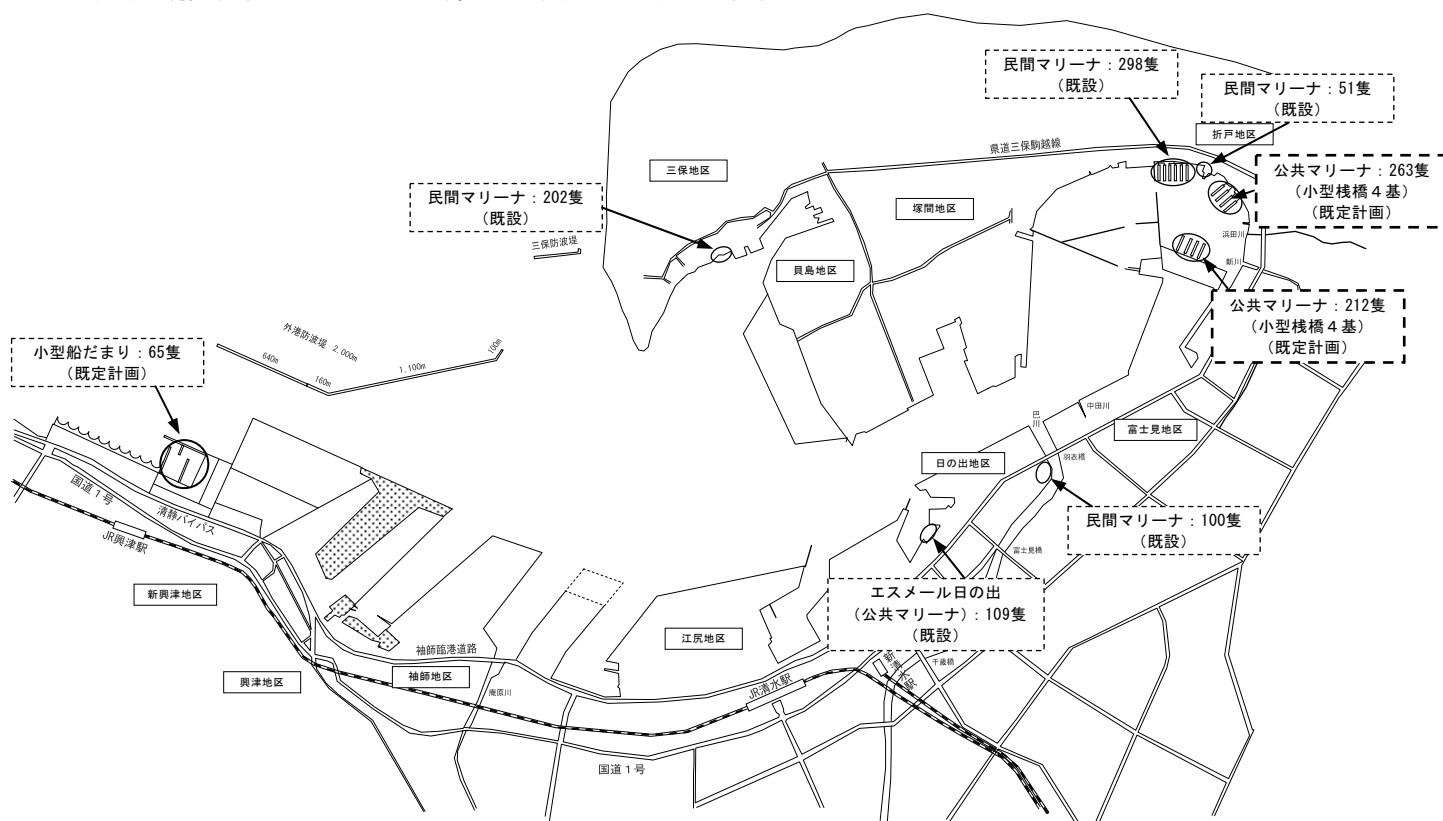 民間マリーナ：298隻
（既設）
民間マリーナ：51隻
（既設）
折戸地区
県道三保駒越線
三保地区
公共マリーナ：263隻
（小型桟橋４基）
（既定計画）
民間マリーナ：202隻
（既設）
塚間地区
浜田川
三保防波堤
貝島地区
新川
公共マリーナ：212隻
（小型桟橋４基）
（既定計画）
外港防波堤 2,000m
小型船だまり：65隻
（既定計画）
640m
160m
1,100m
100m
中田川
巴川
富士見地区
羽衣橋
日の出地区
国道１号
清静バイパス
JR興津駅
民間マリーナ：100隻
（既設）
富士見橋
エスメール日の出
（公共マリーナ）：109隻
（既設）
新興津地区
江尻地区
袖師臨港道路
千歳橋
新清水駅
興津地区
袖師地区
庵原川
JR清水駅
国道１号